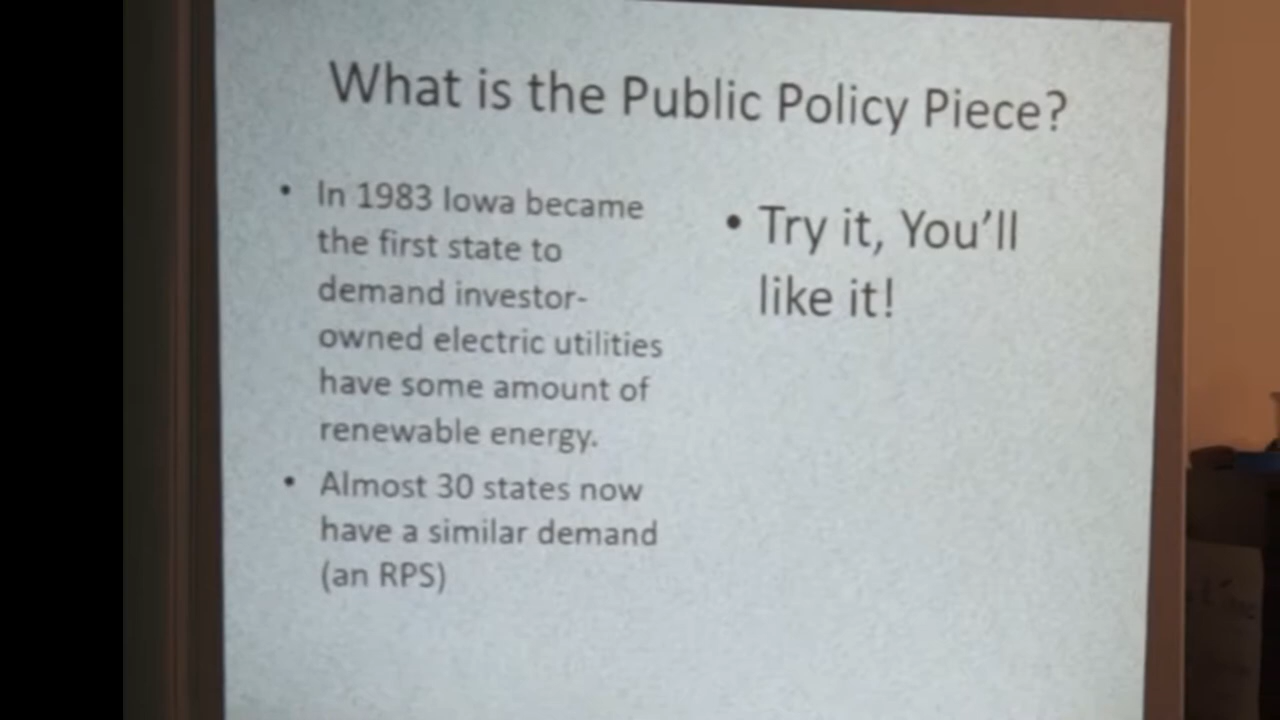 What is the Public Policy Piece?
• In 1983 Iowa became
the first state to
demand investor-
owned electric utilities
have some amount of
renewable energy.
• Almost 30 states now
have a similar demand
(an RPS)
• Try it, You'll
like it!